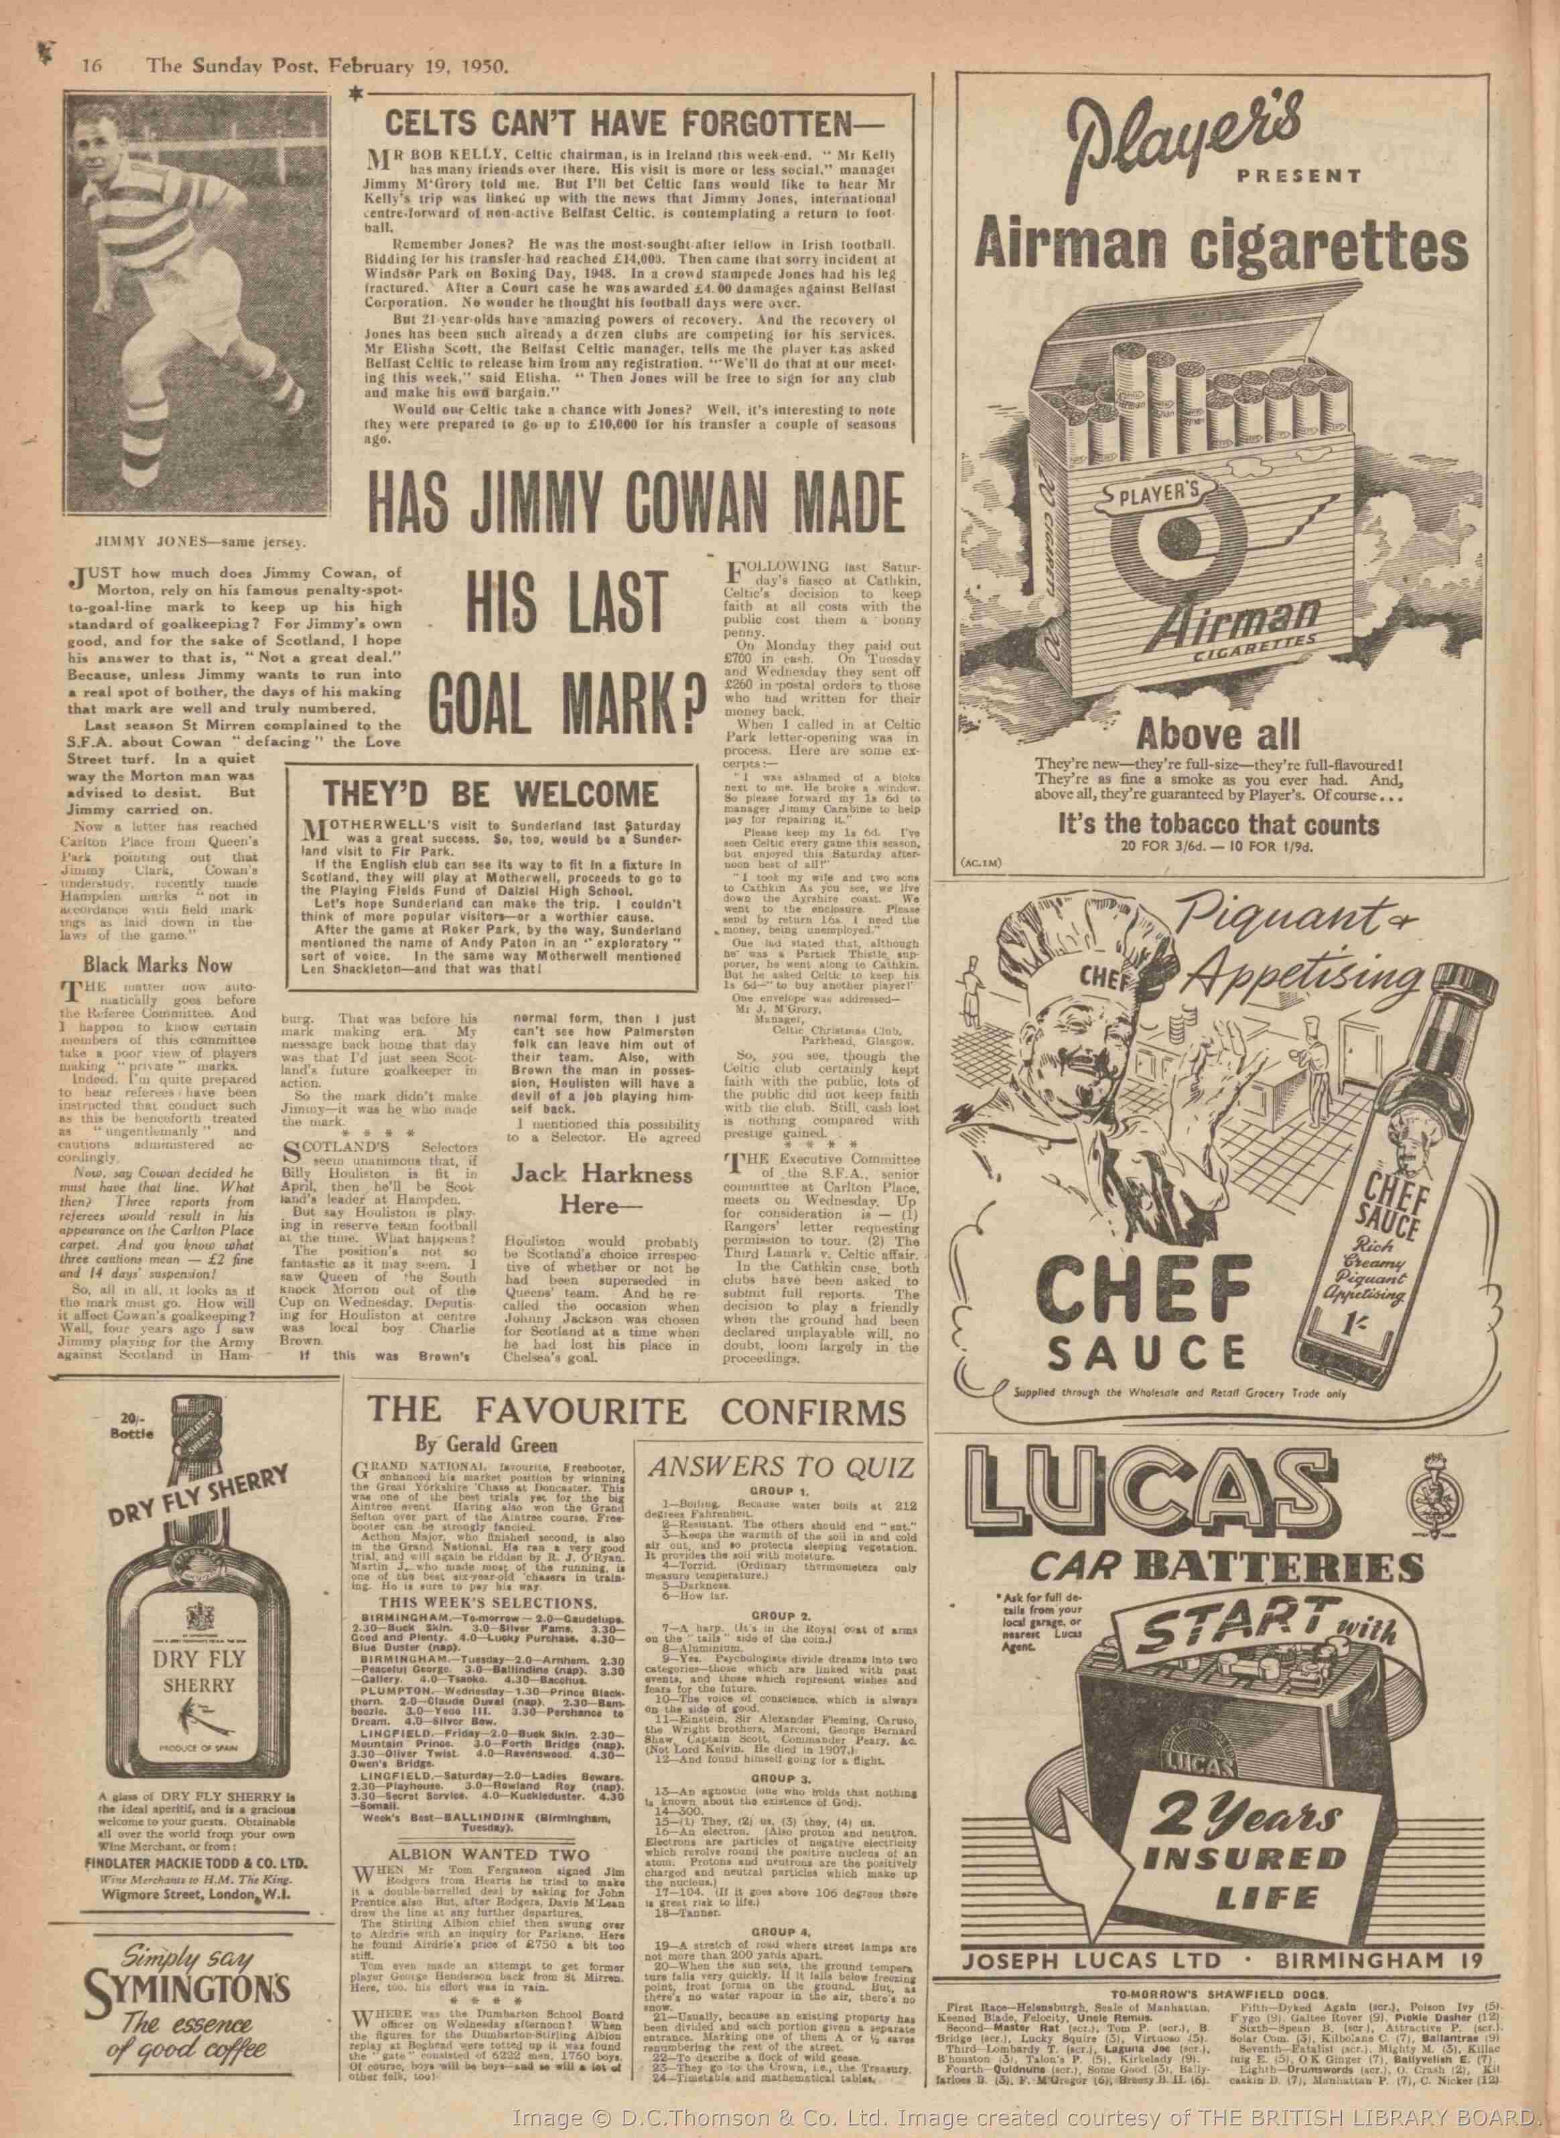 16 The Sunday Post, February 19, 1950.
JIMMY JONES—same jersey.
CELTS CAN'T HAVE FORGOTTEN—
MR BOB KELLY, Celtic chairman, is in Ireland this week-end. "Mr Kelly
has many friends over there. His visit is more or less social," manager
Jimmy M'Grory told me. But I'll bet Celtic fans would like to hear Mr
Kelly's trip was linked up with the news that Jimmy Jones, international
centre-forward of non-active Belfast Celtic, is contemplating a return to foot-
ball.
Remember Jones? He was the most-sought-after fellow in Irish football.
Bidding for his transfer had reached £14,000. Then came that sorry incident at
Windsor Park on Boxing Day, 1948. In a crowd stampede Jones had his leg
fractured. After a Court case he was awarded damages against Belfast
Corporation. No wonder he thought his football days were over.
But 21-year-olds have amazing powers of recovery. And the recovery of
Jones has been such already a dozen clubs are competing for his services.
Mr Elisha Scott, the Belfast Celtic manager, tells me the player has asked
Belfast Celtic to release him from any registration. "We'll do that at our meet-
ing this week," said Elisha. "Then Jones will be free to sign for any club
and make his own bargain."
Would our Celtic take a chance with Jones? Well, it's interesting to note
they were prepared to go up to £10,000 for his transfer a couple of seasons
ago.
HAS JIMMY COWAN MADE
HIS LAST
GOAL MARK?
JUST how much does Jimmy Cowan, of
Morton, rely on his famous penalty-spot-
to-goal-line mark to keep up his high
standard of goalkeeping? For Jimmy's own
good, and for the sake of Scotland, I hope
his answer to that is, "Not a great deal."
Because, unless Jimmy wants to run into
a real spot of bother, the days of his making
that mark are well and truly numbered.
Last season St Mirren complained to the
S.F.A. about Cowan "defacing" the Love
Street turf. In a quiet
way the Morton man was
advised to desist. But
Jimmy carried on.
Now a letter has reached
Carlton Place from Queen's
Park pointing out that
Jimmy Clark, Cowan's
understudy, recently made
Hampden marks "not in
accordance with field mark-
ings as laid down in the
laws of the game."
Black Marks Now
THE matter now auto-
matically goes before
the Referee Committee. And
I happen to know certain
members of this committee
take a poor view of players
making "private" marks.
Indeed, I'm quite prepared
to hear referees have been
instructed that conduct such
as this be henceforth treated
as "ungentlemanly" and
cautions administered ac-
cordingly.
Now, say Cowan decided he
must have that line. What
then? Three reports from
referees would result in his
appearance on the Carlton Place
carpet. And you know what
three cautions mean — £2 fine
and 14 days' suspension!
So, all in all, it looks as if
the mark must go. How will
it affect Cowan's goalkeeping?
Well, four years ago I saw
Jimmy playing for the Army
against Scotland in Ham-
THEY'D BE WELCOME
MOTHERWELL'S visit to Sunderland last Saturday
was a great success. So, too, would be a Sunder-
land visit to Fir Park.
If the English club can see its way to fit in a fixture in
Scotland, they will play at Motherwell, proceeds to go to
the Playing Fields Fund of Dalziel High School.
Let's hope Sunderland can make the trip. I couldn't
think of more popular visitors—or a worthier cause.
After the game at Roker Park, by the way, Sunderland
mentioned the name of Andy Paton in an "exploratory"
sort of voice. In the same way Motherwell mentioned
Len Shackleton—and that was that!
burg. That was before his
mark making era. My
message back home that day
was that I'd just seen Scot-
land's future goalkeeper in
action.
So the mark didn't make
Jimmy—it was he who made
the mark.
* * * *
SCOTLAND'S Selectors
seem unanimous that, if
Billy Houliston is fit in
April, then he'll be Scot-
land's leader at Hampden.
But say Houliston is play-
ing in reserve team football
at the time. What happens?
The position's not so
fantastic as it may seem. I
saw Queen of the South
knock Morton out of the
Cup on Wednesday. Deputis-
ing for Houliston at centre
was local boy Charlie
Brown.
If this was Brown's
normal form, then I just
can't see how Palmerston
folk can leave him out of
their team. Also, with
Brown the man in posses-
sion, Houliston will have a
devil of a job playing him-
self back.
I mentioned this possibility
to a Selector. He agreed
Jack Harkness
Here—
Houliston would probably
be Scotland's choice irrespec-
tive of whether or not he
had been superseded in
Queens' team. And he re-
called the occasion when
Johnny Jackson was chosen
for Scotland at a time when
he had lost his place in
Chelsea's goal.
FOLLOWING last Satur-
day's fiasco at Cathkin,
Celtic's decision to keep
faith at all costs with the
public cost them a bonny
penny.
On Monday they paid out
£700 in cash. On Tuesday
and Wednesday they sent off
£260 in postal orders to those
who had written for their
money back.
When I called in at Celtic
Park letter-opening was in
process. Here are some ex-
cerpts:—
"I was ashamed of a bloke
next to me. He broke a window.
So please forward my 1s 6d to
manager Jimmy Carabine to help
pay for repairing it."
Please keep my 1s 6d. I've
seen Celtic every game this season,
but enjoyed this Saturday after-
noon best of all!"
"I took my wife and two sons
to Cathkin. As you see, we live
down the Ayrshire coast. We
went to the enclosure. Please
send by return 16s. I need the
money, being unemployed."
One lad stated that, although
he was a Partick Thistle sup-
porter, he went along to Cathkin.
But he asked Celtic to keep his
1s 6d—"to buy another player!"
One envelope was addressed—
Mr J. M'Grory,
Manager,
Celtic Christmas Club,
Parkhead, Glasgow.
So, you see, though the
Celtic club certainly kept
faith with the public, lots of
the public did not keep faith
with the club. Still, cash lost
is nothing compared with
prestige gained.
* * * *
THE Executive Committee
of the S.F.A., senior
committee at Carlton Place,
meets on Wednesday. Up
for consideration is — (1)
Rangers' letter requesting
permission to tour. (2) The
Third Lanark v. Celtic affair.
In the Cathkin case, both
clubs have been asked to
submit full reports. The
decision to play a friendly
when the ground had been
declared unplayable will, no
doubt, loom largely in the
proceedings.
20/-
Bottle
DRY FLY SHERRY
DRY FLY
SHERRY
PRODUCE OF SPAIN
A glass of DRY FLY SHERRY is
the ideal aperitif, and is a gracious
welcome to your guests. Obtainable
all over the world from your own
Wine Merchant, or from:
FINDLATER MACKIE TODD & CO. LTD.
Wine Merchants to H.M. The King.
Wigmore Street, London, W.I.
Simply say
SYMINGTON'S
The essence
of good coffee
THE FAVOURITE CONFIRMS
By Gerald Green
GRAND NATIONAL favourite, Freebooter,
enhanced his market position by winning
the Great Yorkshire 'Chase at Doncaster. This
was one of the best trials yet for the big
Aintree event. Having also won the Grand
Sefton over part of the Aintree course, Free-
booter can be strongly fancied.
Acthon Major, who finished second, is also
in the Grand National. He ran a very good
trial, and will again be ridden by R. J. O'Ryan.
Martin J., who made most of the running, is
one of the best six-year-old 'chasers in train-
ing. He is sure to pay his way.
THIS WEEK'S SELECTIONS.
BIRMINGHAM.—To-morrow — 2.0—Gaudelupe.
2.30—Buck Skin. 3.0—Silver Fame. 3.30—
Good and Plenty. 4.0—Lucky Purchase. 4.30—
Blue Duster (nap).
BIRMINGHAM.—Tuesday—2.0—Arnhem. 2.30
—Peaceful George. 3.0—Ballindine (nap). 3.30
—Gallery. 4.0—Tsaoko. 4.30—Bacchus.
PLUMPTON.—Wednesday—1.30—Prince Black-
thorn. 2.0—Claude Duval (nap). 2.30—Bam-
boozle. 3.0—Yeoo III. 3.30—Perchance to
Dream. 4.0—Silver Bow.
LINGFIELD.—Friday—2.0—Buck Skin. 2.30—
Mountain Prince. 3.0—Forth Bridge (nap).
3.30—Oliver Twist. 4.0—Ravenswood. 4.30—
Owen's Bridge.
LINGFIELD.—Saturday—2.0—Ladies Beware.
2.30—Playhouse. 3.0—Rowland Roy (nap).
3.30—Secret Service. 4.0—Kuckleduster. 4.30
—Somali.
Week's Best—BALLINDINE (Birmingham,
Tuesday).
ALBION WANTED TWO
WHEN Mr Tom Fergusson signed Jim
Rodgers from Hearts he tried to make
it a double-barrelled deal by asking for John
Prentice also. But, after Rodgers, Davie M'Lean
drew the line at any further departures.
The Stirling Albion chief then swung over
to Airdrie with an inquiry for Parlane. Here
he found Airdrie's price of £750 a bit too
stiff.
Tom even made an attempt to get former
player George Henderson back from St Mirren.
Here, too, his effort was in vain.
* * * *
WHERE was the Dumbarton School Board
officer on Wednesday afternoon? When
the figures for the Dumbarton-Stirling Albion
replay at Boghead were totted up it was found
the "gate" consisted of 6222 men, 1760 boys.
Of course, boys will be boys—and so will a lot of
other folk, too!
ANSWERS TO QUIZ
GROUP 1.
1—Boiling. Because water boils at 212
degrees Fahrenheit.
2—Resistant. The others should end "ent."
3—Keeps the warmth of the soil in and cold
air out, and so protects sleeping vegetation.
It provides the soil with moisture.
4—Torrid. (Ordinary thermometers only
measure temperature.)
5—Darkness.
6—How far.
GROUP 2.
7—A harp. (It's in the Royal coat of arms
on the "tails" side of the coin.)
8—Aluminium.
9—Yes. Psychologists divide dreams into two
categories—those which are linked with past
events, and those which represent wishes and
fears for the future.
10—The voice of conscience, which is always
on the side of good.
11—Einstein, Sir Alexander Fleming, Caruso,
the Wright brothers, Marconi, George Bernard
Shaw, Captain Scott, Commander Peary, &c.
(Not Lord Kelvin. He died in 1907.)
12—And found himself going for a flight.
GROUP 3.
13—An agnostic (one who holds that nothing
is known about the existence of God).
14—300.
15—(1) They, (2) us, (3) they, (4) us.
16—An electron. (Also proton and neutron.
Electrons are particles of negative electricity
which revolve round the positive nucleus of an
atom. Protons and neutrons are the positively
charged and neutral particles which make up
the nucleus.)
17—104. (If it goes above 106 degrees there
is great risk to life.)
18—Tanner.
GROUP 4.
19—A stretch of road where street lamps are
not more than 200 yards apart.
20—When the sun sets, the ground tempera-
ture falls very quickly. If it falls below freezing
point, frost forms on the ground. But, as
there's no water vapour in the air, there's no
snow.
21—Usually, because an existing property has
been divided and each portion given a separate
entrance. Marking one of them A or ½ saves
renumbering the rest of the street.
22—To describe a flock of wild geese.
23—They go to the Crown, i.e., the Treasury.
24—Timetable and mathematical tables.
Player's
PRESENT
Airman cigarettes
PLAYER'S
Airman
CIGARETTES
Above all
They're new—they're full-size—they're full-flavoured!
They're as fine a smoke as you ever had. And,
above all, they're guaranteed by Player's. Of course...
It's the tobacco that counts
20 FOR 3/6d. — 10 FOR 1/9d.
(AC.1M)
Piquant &
Appetising
CHEF
CHEF
SAUCE
Rich
Creamy
Piquant
Appetising
1/-
CHEF
SAUCE
Supplied through the Wholesale and Retail Grocery Trade only
LUCAS
CAR BATTERIES
* Ask for full de-
tails from your
local garage, or
nearest Lucas
Agent.
START with
LUCAS
2 Years
INSURED
LIFE
JOSEPH LUCAS LTD · BIRMINGHAM 19
TO-MORROW'S SHAWFIELD DOGS.
First Race—Helensburgh, Seale of Manhattan,
Keened Blade, Felocity, Uncle Remus.
Second—Master Rat (scr.), Tom P. (scr.), B.
Bridge (scr.), Lucky Squire (3), Virtuoso (5).
Third—Lombardy T. (scr.), Laguna Joe (scr.),
B'houston (3), Talon's P. (5), Kirkelady (9).
Fourth—Quidnunc (scr.), Some Good (3), Bally-
farloes B. (3), F. M'Gregor (6), Breesy B. II. (6).
Fifth—Dyked Again (scr.), Poison Ivy (5),
F'ygo (9), Galtee Rover (9), Pickle Dasher (12)
Sixth—Spean B. (scr.), Attractive P. (scr.),
Solar Com. (3), Kilbolane C. (7), Ballantrae (9)
Seventh—Fatalist (scr.), Mighty M. (3), Killac-
luig E. (5), O K Ginger (7), Ballyvelish E. (7).
Eighth—Drumswords (scr.), O. Crash (2), Kil-
caskin D. (7), Manhattan P. (7), C. Nicker (12)
Image © D.C.Thomson & Co. Ltd. Image created courtesy of THE BRITISH LIBRARY BOARD.